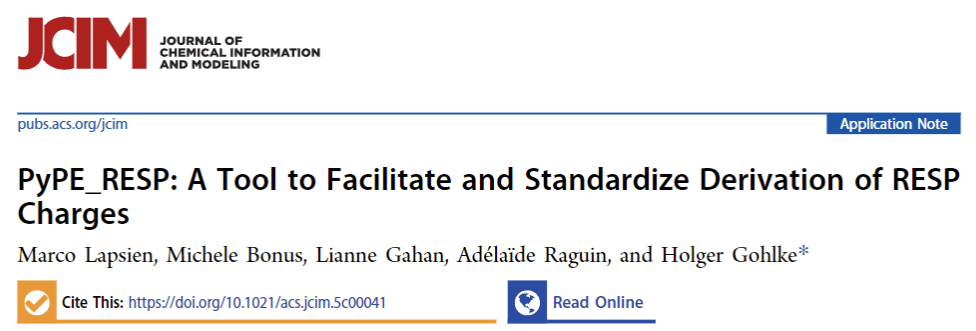 JCIM
JOURNAL OF
CHEMICAL INFORMATION
AND MODELING
pubs.acs.org/jcim
Application Note
PyPE_RESP: A Tool to Facilitate and Standardize Derivation of RESP
Charges
Marco Lapsien, Michele Bonus, Lianne Gahan, Adélaïde Raguin, and Holger Gohlke*
Cite This: https://doi.org/10.1021/acs.jcim.5c00041
Read Online